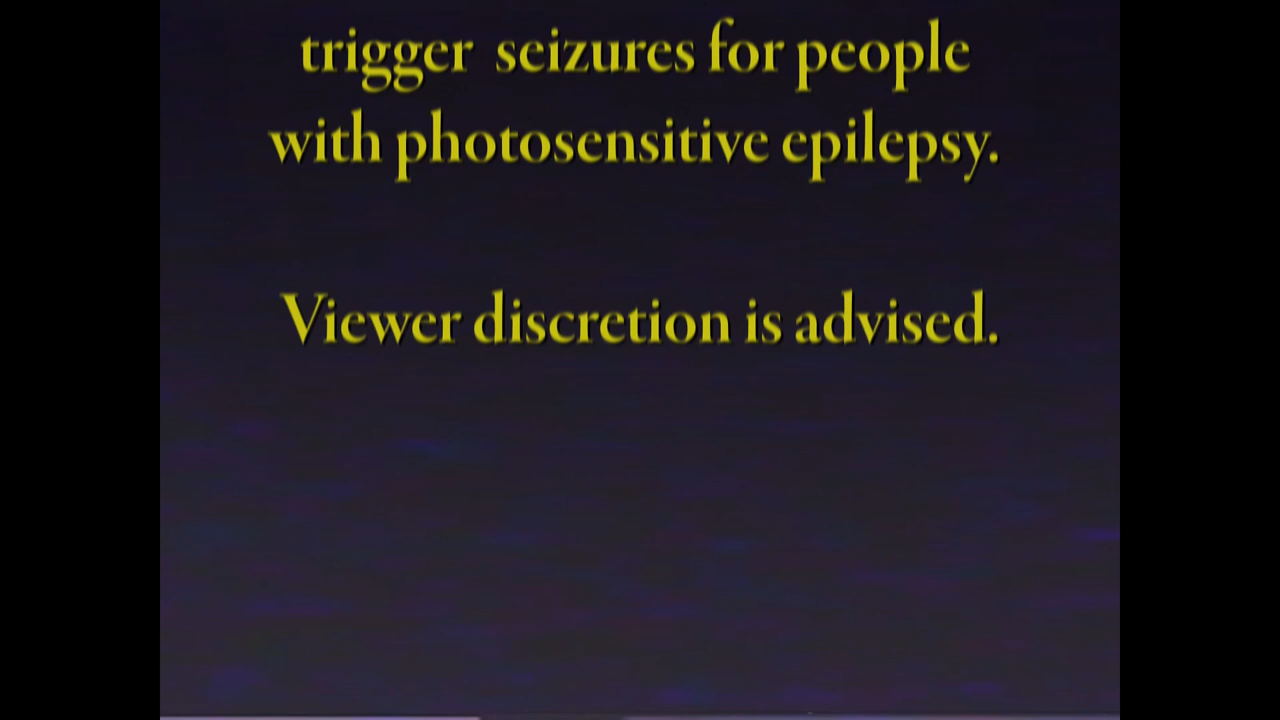 trigger  seizures for people
with photosensitive epilepsy.
Viewer discretion is advised.